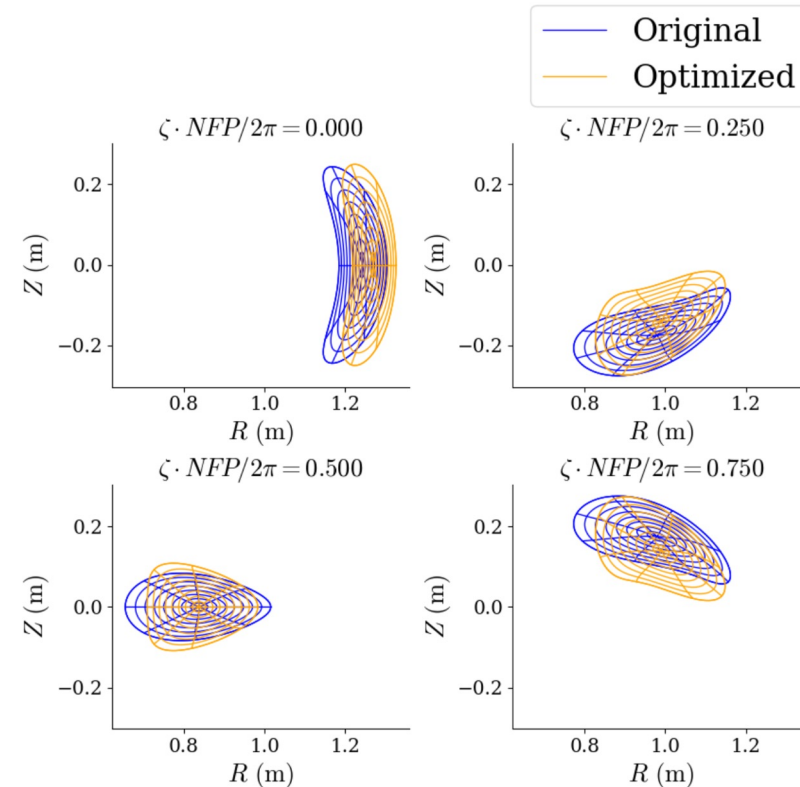 Original
Optimized
ζ · NFP/2π = 0.000
ζ · NFP/2π = 0.250
0.2
0.0
−0.2
Z (m)
0.8 1.0 1.2
R (m)
0.2
0.0
−0.2
Z (m)
0.8 1.0 1.2
R (m)
ζ · NFP/2π = 0.500
ζ · NFP/2π = 0.750
0.2
0.0
−0.2
Z (m)
0.8 1.0 1.2
R (m)
0.2
0.0
−0.2
Z (m)
0.8 1.0 1.2
R (m)